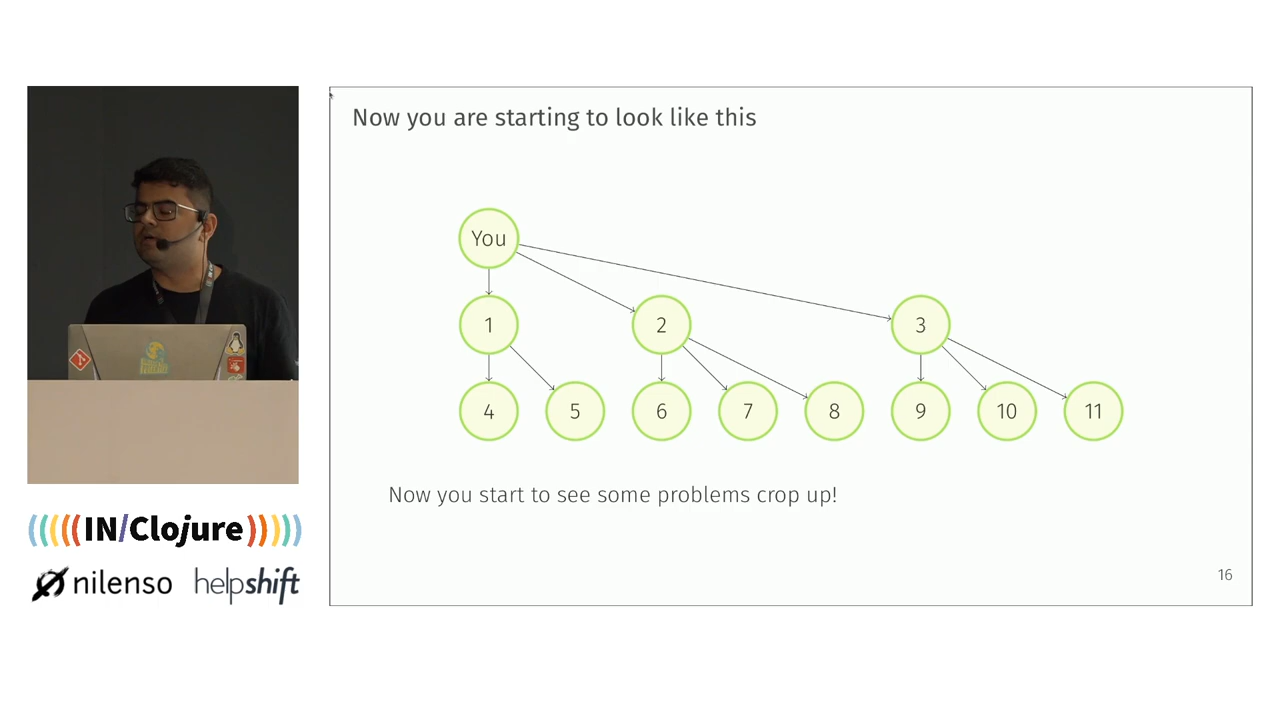 Now you are starting to look like this
You
1
2
3
4
5
6
7
8
9
10
11
Now you start to see some problems crop up!
16
(((((IN/Clojure)))))
nilenso
helpshift